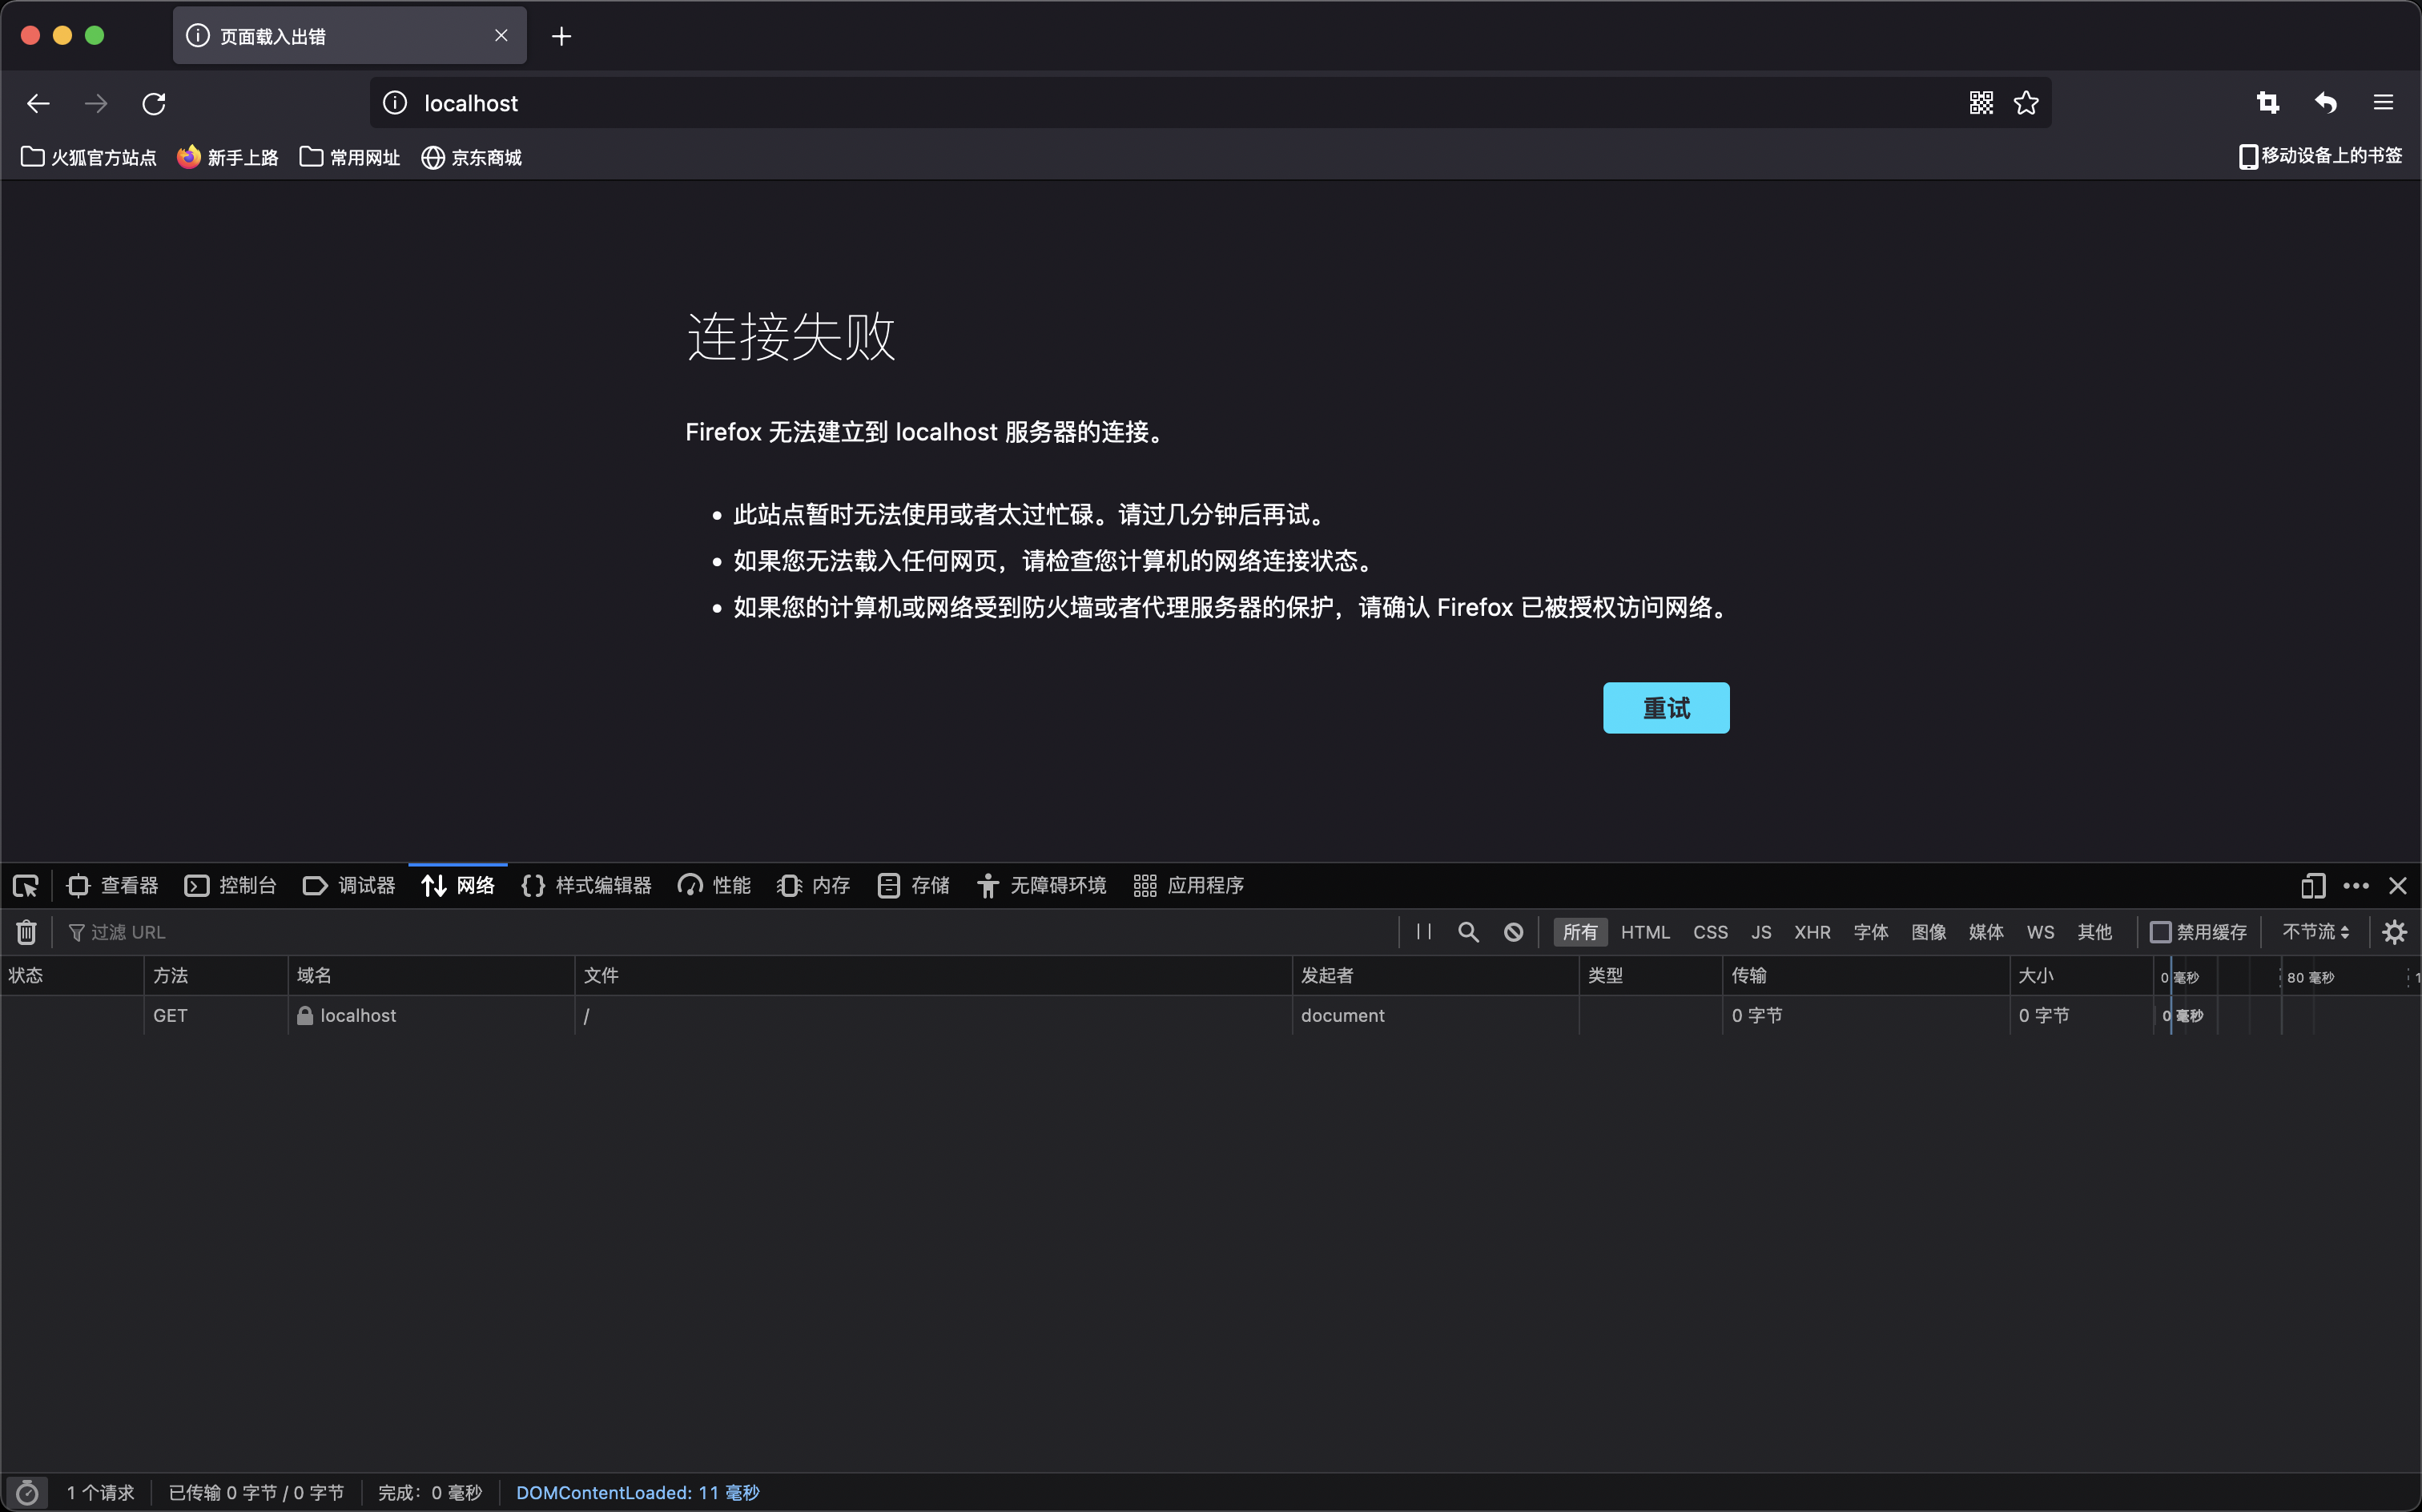 页面载入出错
localhost
火狐官方站点 新手上路 常用网址 京东商城 移动设备上的书签
连接失败
Firefox 无法建立到 localhost 服务器的连接。
此站点暂时无法使用或者太过忙碌。请过几分钟后再试。
如果您无法载入任何网页，请检查您计算机的网络连接状态。
如果您的计算机或网络受到防火墙或者代理服务器的保护，请确认 Firefox 已被授权访问网络。
重试
查看器 控制台 调试器 网络 样式编辑器 性能 内存 存储 无障碍环境 应用程序
过滤 URL 所有 HTML CSS JS XHR 字体 图像 媒体 WS 其他 禁用缓存 不节流
状态 方法 域名 文件 发起者 类型 传输 大小 0 毫秒 80 毫秒 1
GET localhost / document 0 字节 0 字节 0 毫秒
1 个请求 已传输 0 字节 / 0 字节 完成：0 毫秒 DOMContentLoaded: 11 毫秒